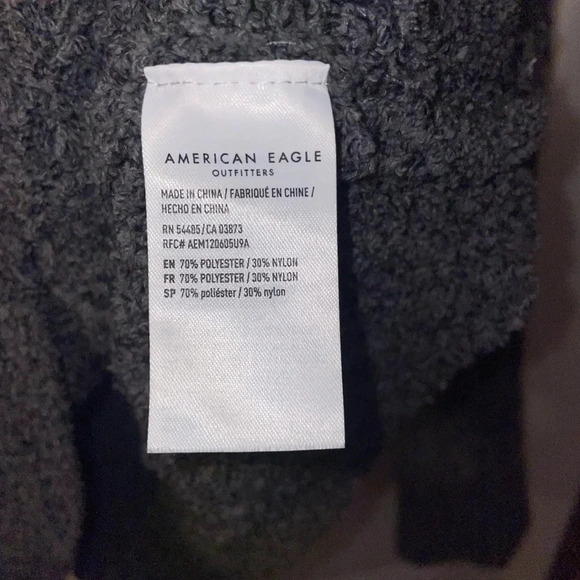 AMERICAN EAGLE
OUTFITTERS
MADE IN CHINA / FABRIQUÉ EN CHINE /
HECHO EN CHINA
RN 54485 / CA 03873
RFC# AEM120605U9A
EN 70% POLYESTER / 30% NYLON
FR 70% POLYESTER / 30% NYLON
SP 70% poliéster / 30% nylon